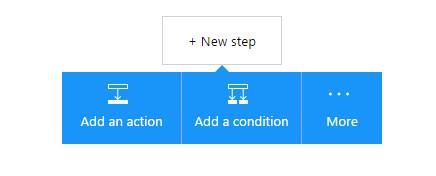 + New step
Add an action
Add a condition
More